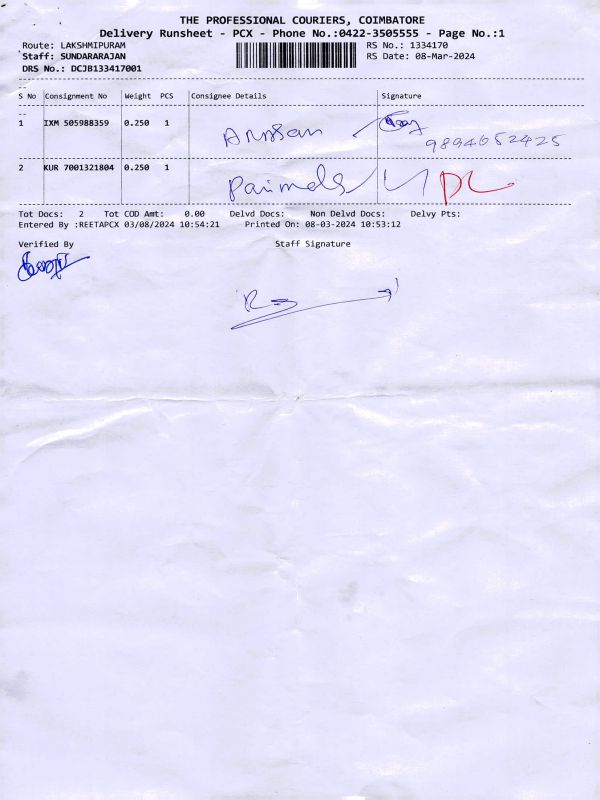 THE PROFESSIONAL COURIERS, COIMBATORE
Delivery Runsheet - PCX - Phone No.:0422-3505555 - Page No.:1
Route: LAKSHMIPURAM RS No.: 1334170
Staff: SUNDARARAJAN RS Date: 08-Mar-2024
DRS No.: DCJB133417001
S No Consignment No Weight PCS Consignee Details Signature
1 IXM 505988359 0.250 1
9894652425
2 KUR 7001321804 0.250 1
Tot Docs: 2 Tot COD Amt: 0.00 Delvd Docs: Non Delvd Docs: Delvy Pts:
Entered By :REETAPCX 03/08/2024 10:54:21 Printed On: 08-03-2024 10:53:12
Verified By Staff Signature